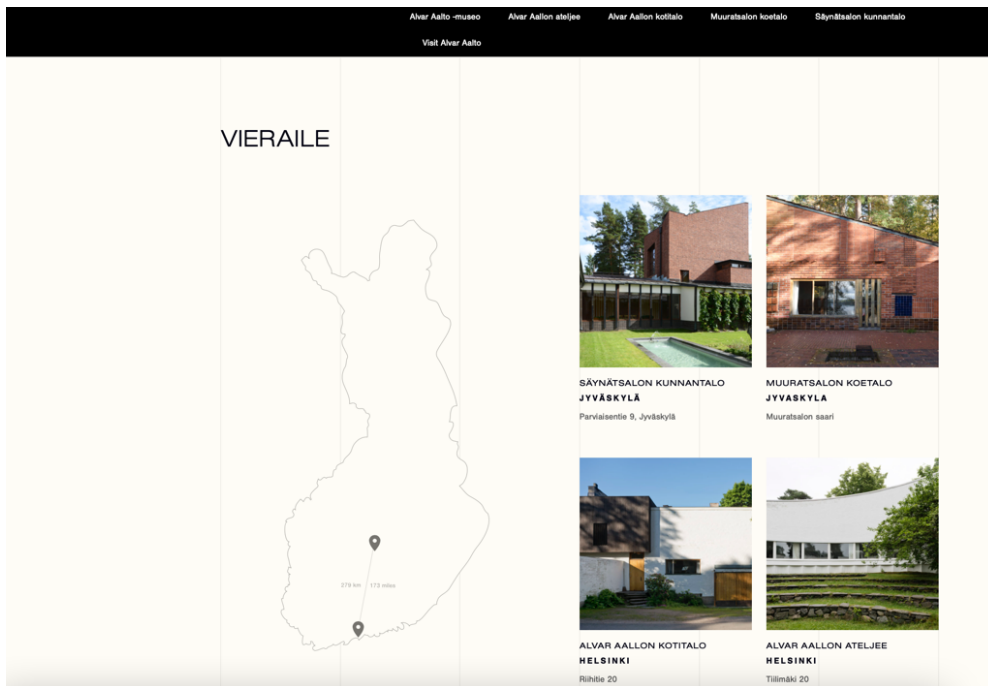 Alvar Aalto -museo Alvar Aallon ateljee Alvar Aallon kotitalo Muuratsalon koetalo Säynätsalon kunnantalo
Visit Alvar Aalto
VIERAILE
SÄYNÄTSALON KUNNANTALO
JYVÄSKYLÄ
Parviaisentie 9, Jyväskylä
MUURATSALON KOETALO
JYVASKYLA
Muuratsalon saari
km 173 miles
ALVAR AALLON KOTITALO
HELSINKI
Riihitie 20
ALVAR AALLON ATELJEE
HELSINKI
Tiilimäki 20